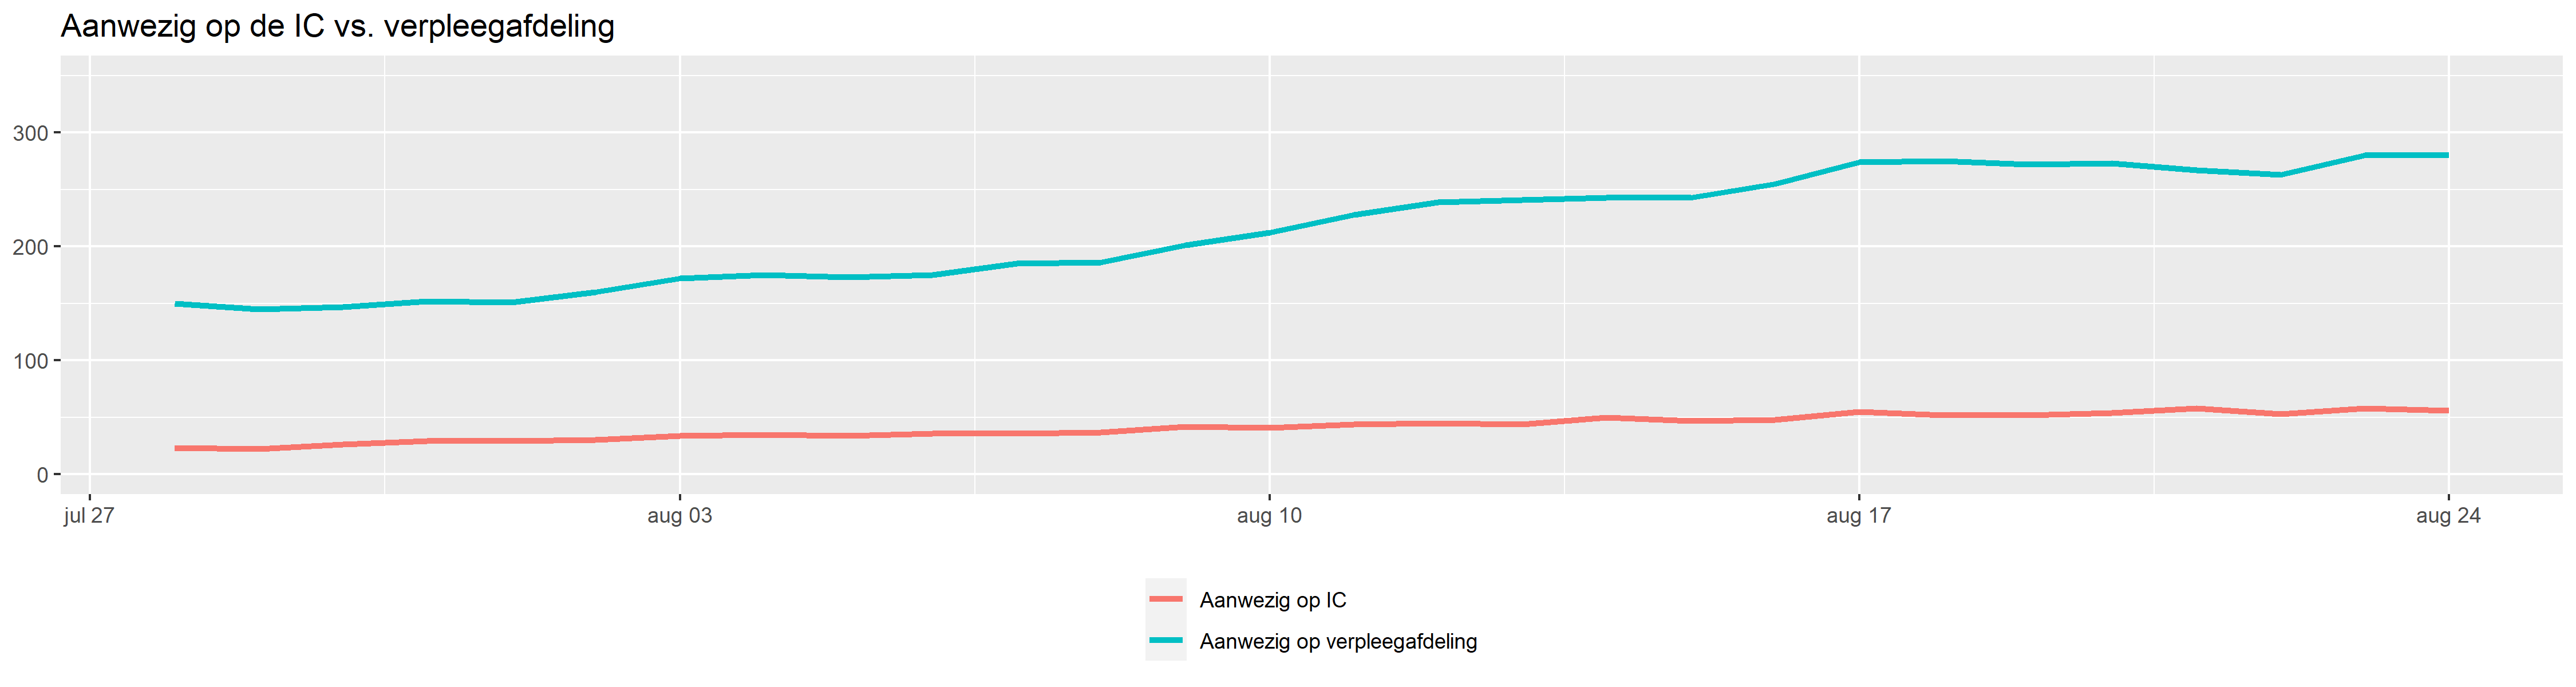 Aanwezig op de IC vs. verpleegafdeling
300
200
100
0
jul 27 aug 03 aug 10 aug 17 aug 24
Aanwezig op IC
Aanwezig op verpleegafdeling